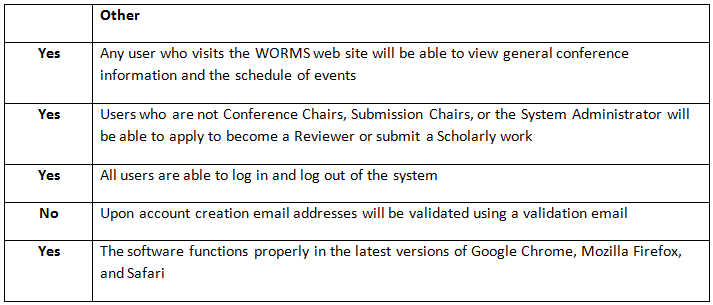 Other
Yes
Any user who visits the WORMS web site will be able to view general conference
information and the schedule of events
Yes
Users who are not Conference Chairs, Submission Chairs, or the System Administrator will
be able to apply to become a Reviewer or submit a Scholarly work
Yes
All users are able to log in and log out of the system
No
Upon account creation email addresses will be validated using a validation email
Yes
The software functions properly in the latest versions of Google Chrome, Mozilla Firefox,
and Safari